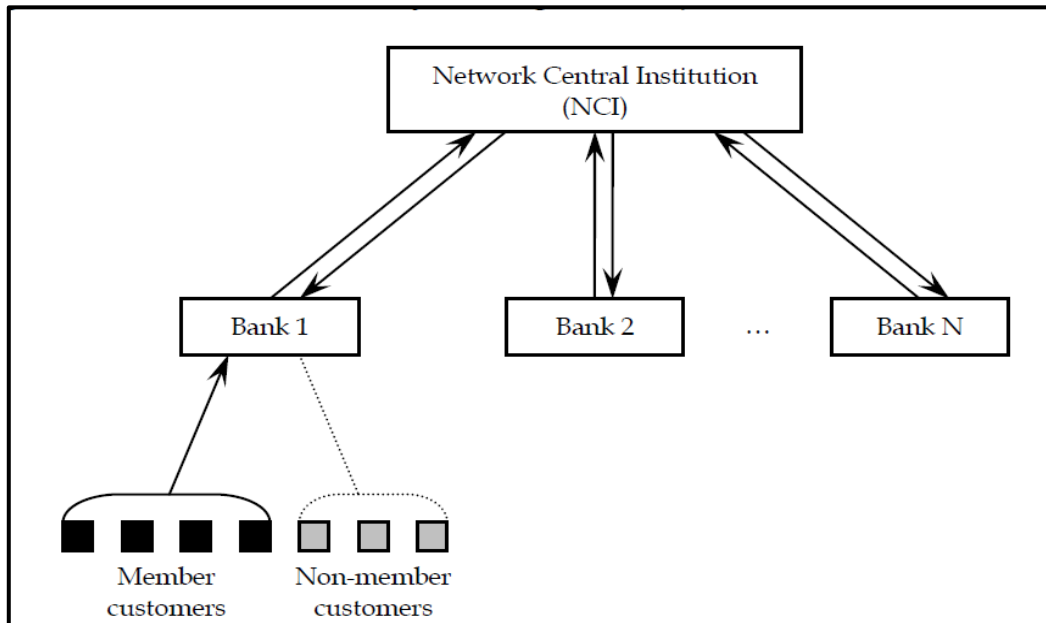 Network Central Institution
(NCI)
Bank 1
Bank 2
...
Bank N
Member
customers
Non-member
customers